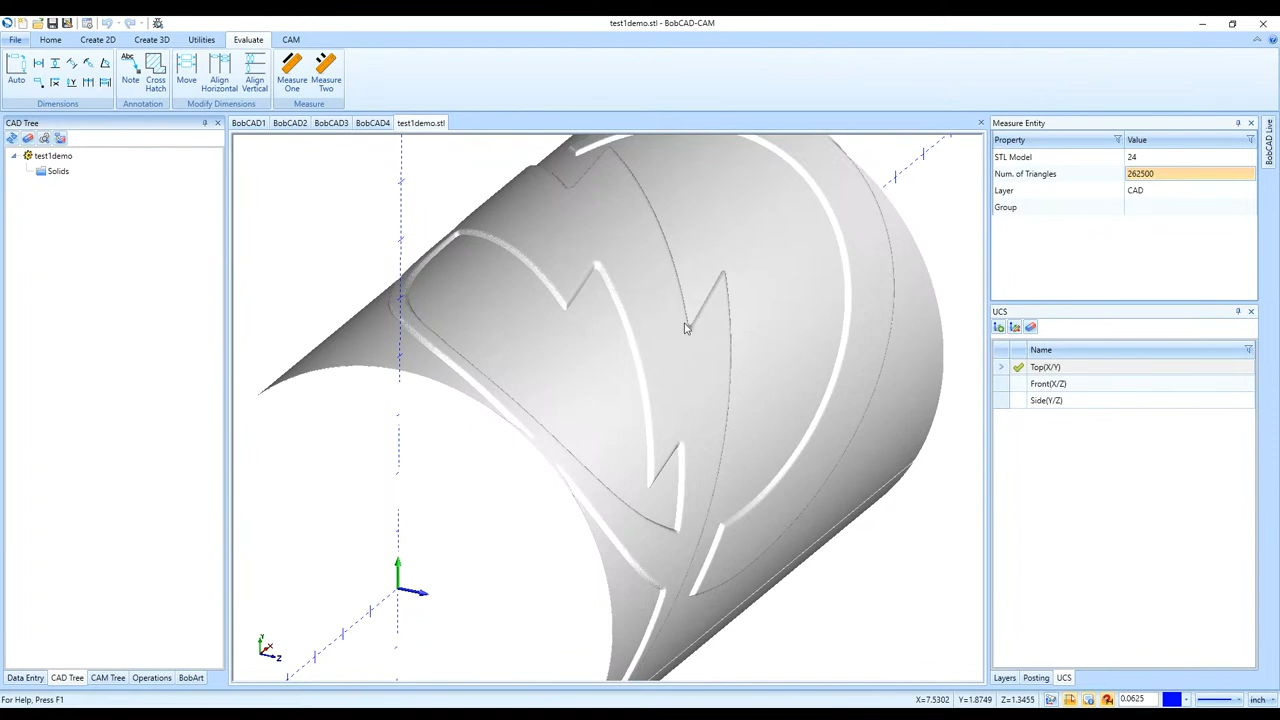 test1demo.stl - BobCAD-CAM
File Home Create 2D Create 3D Utilities Evaluate CAM
Auto Note Cross Hatch Move Align Horizontal Align Vertical Measure One Measure Two
Dimensions Annotation Modify Dimensions Measure
CAD Tree
BobCAD1 BobCAD2 BobCAD3 BobCAD4 test1demo.stl
Measure Entity
BobCAD Live
test1demo
Solids
Property Value
STL Model 24
Num. of Triangles 262500
Layer CAD
Group
UCS
Name
Top(X/Y)
Front(X/Z)
Side(Y/Z)
Y
X
Z
Data Entry CAD Tree CAM Tree Operations BobArt
Layers Posting UCS
For Help, Press F1
X=7.5302 Y=1.8749 Z=1.3455 0.0625 inch